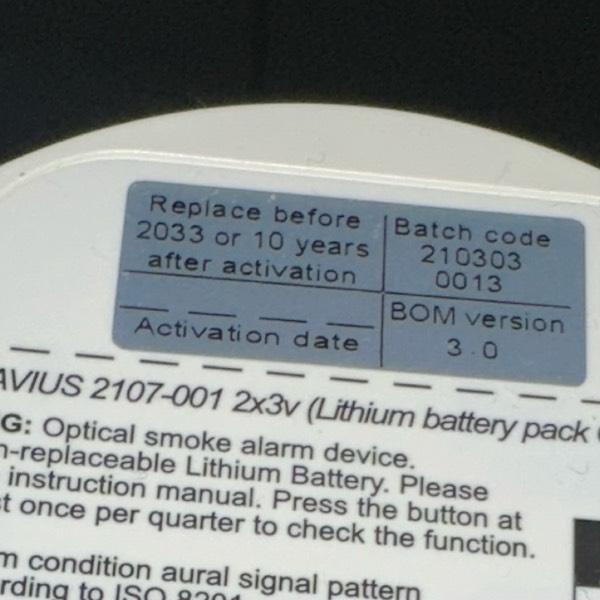 Replace before
2033 or 10 years
after activation
Activation date
Batch code
210303
0013
BOM version
3.0
2107-001 2x3v (Lithium battery pack
Optical smoke alarm device.
Lithium Battery. Please
instruction manual. Press the button at
once per quarter to check the function.
condition aural signal pattern
to ISO